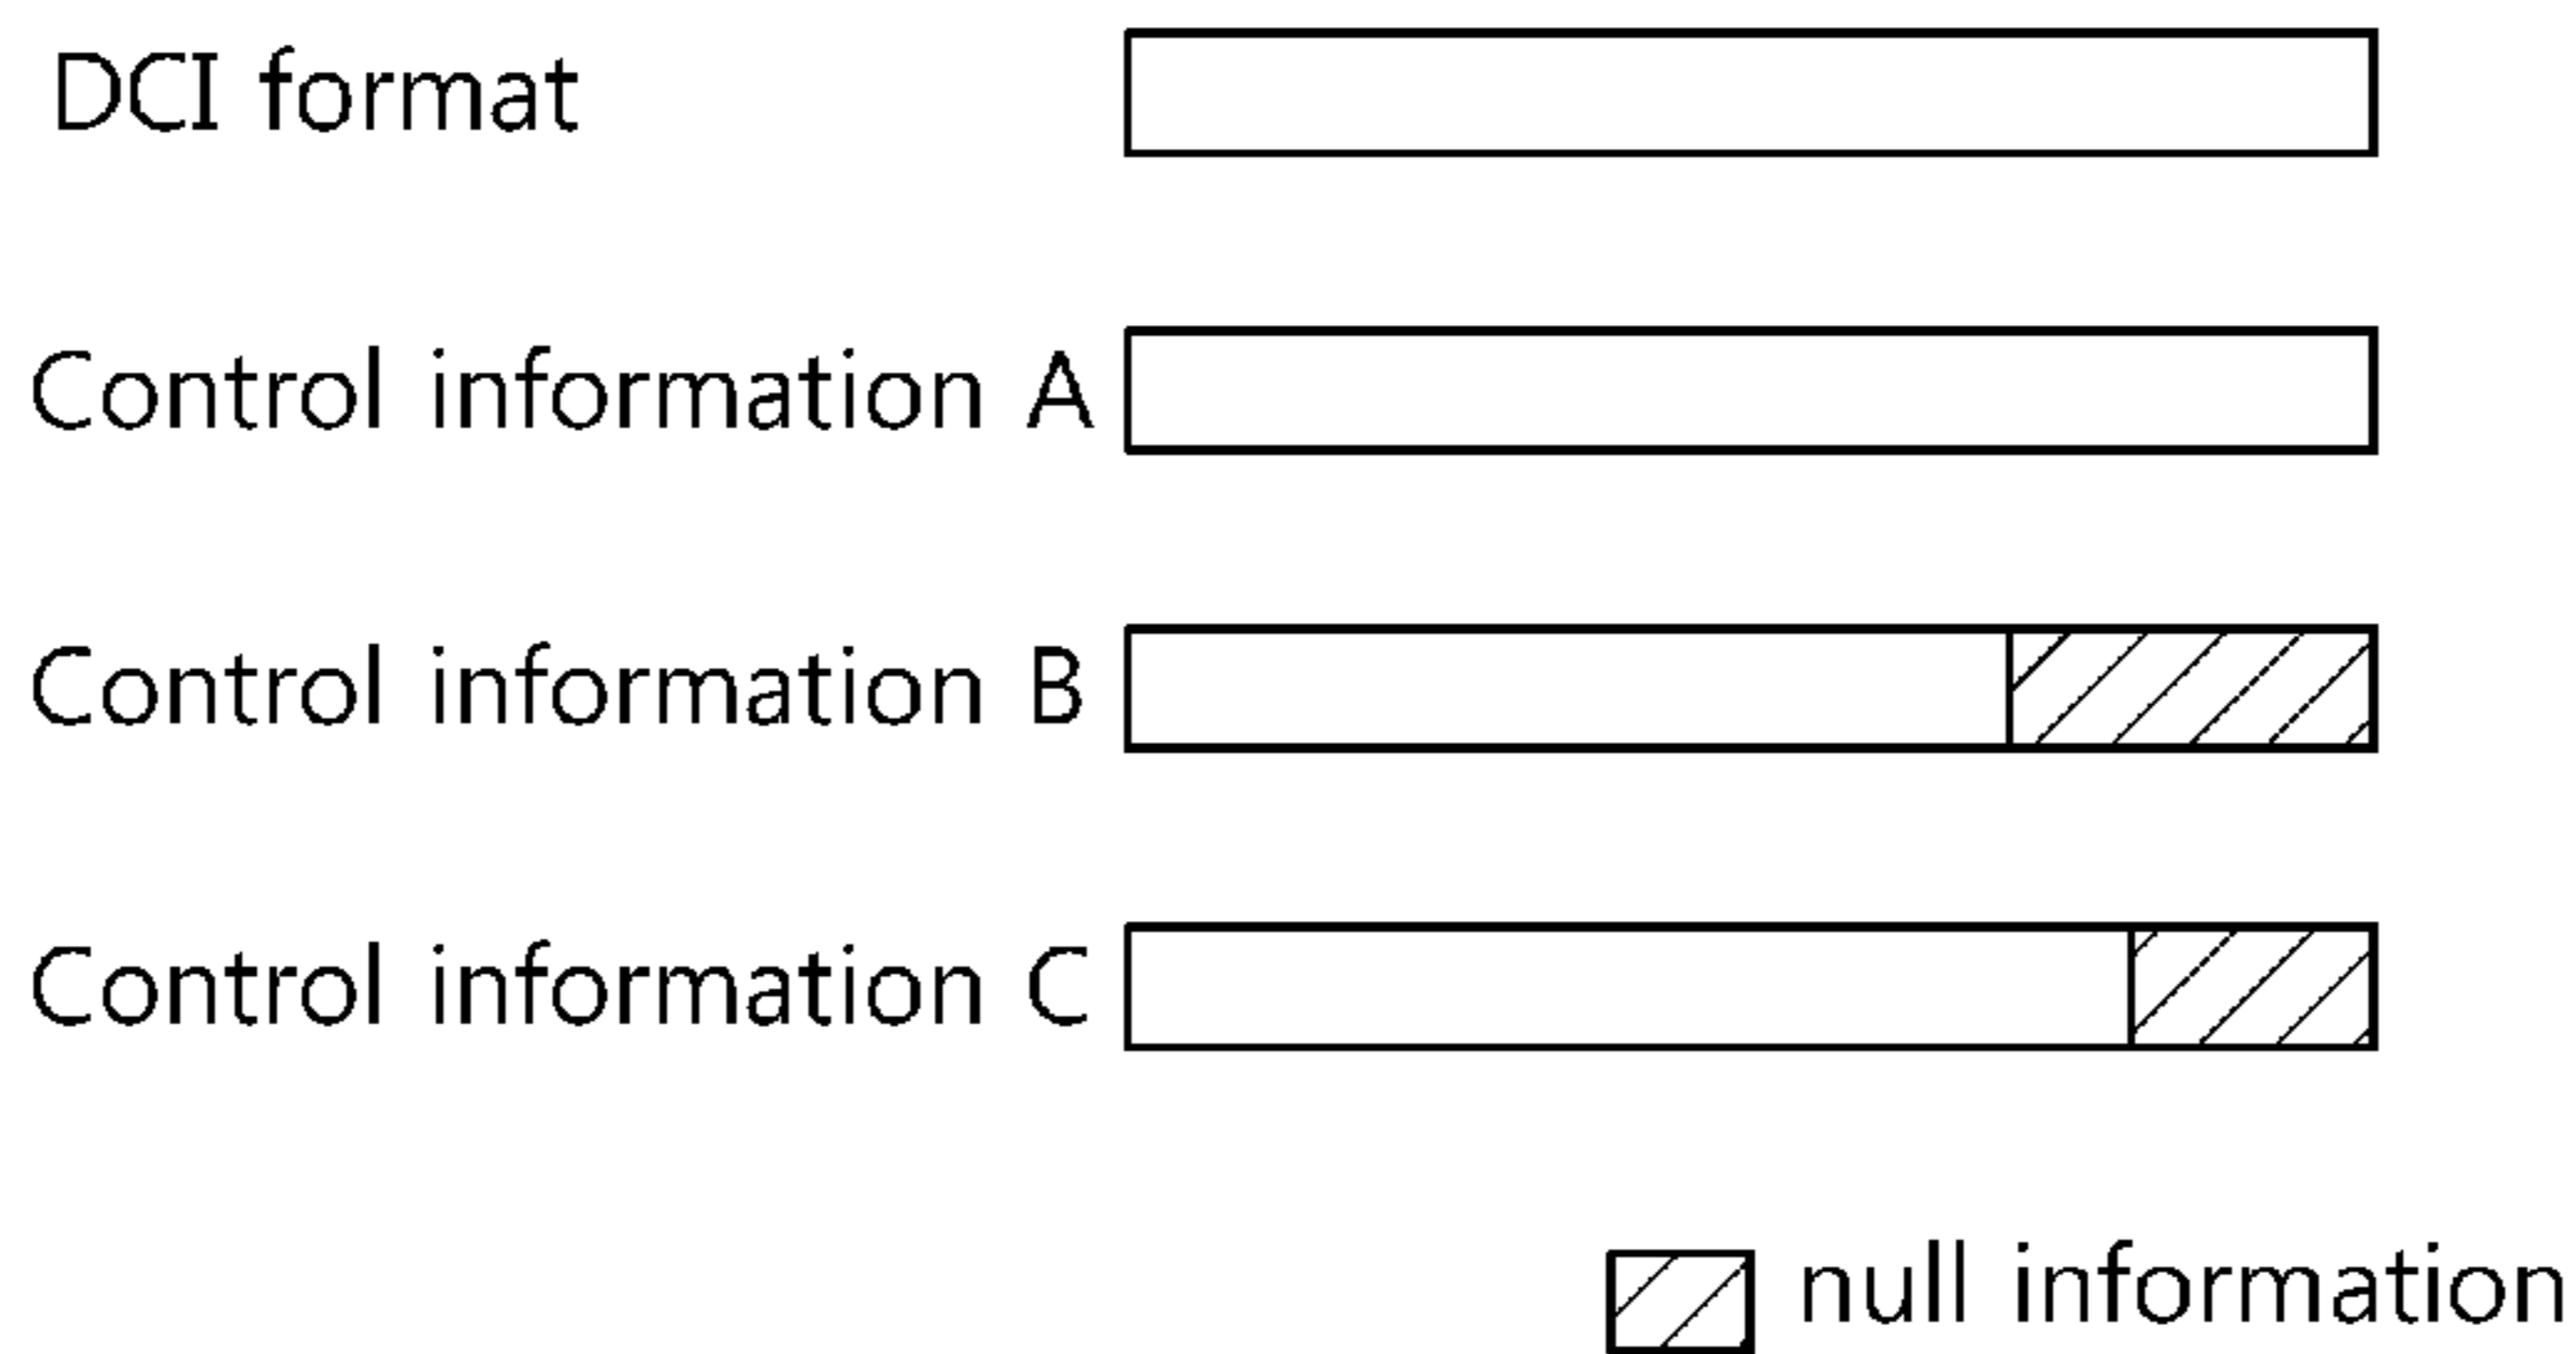 DCI format
Control information A
Control information B
Control information C
null information